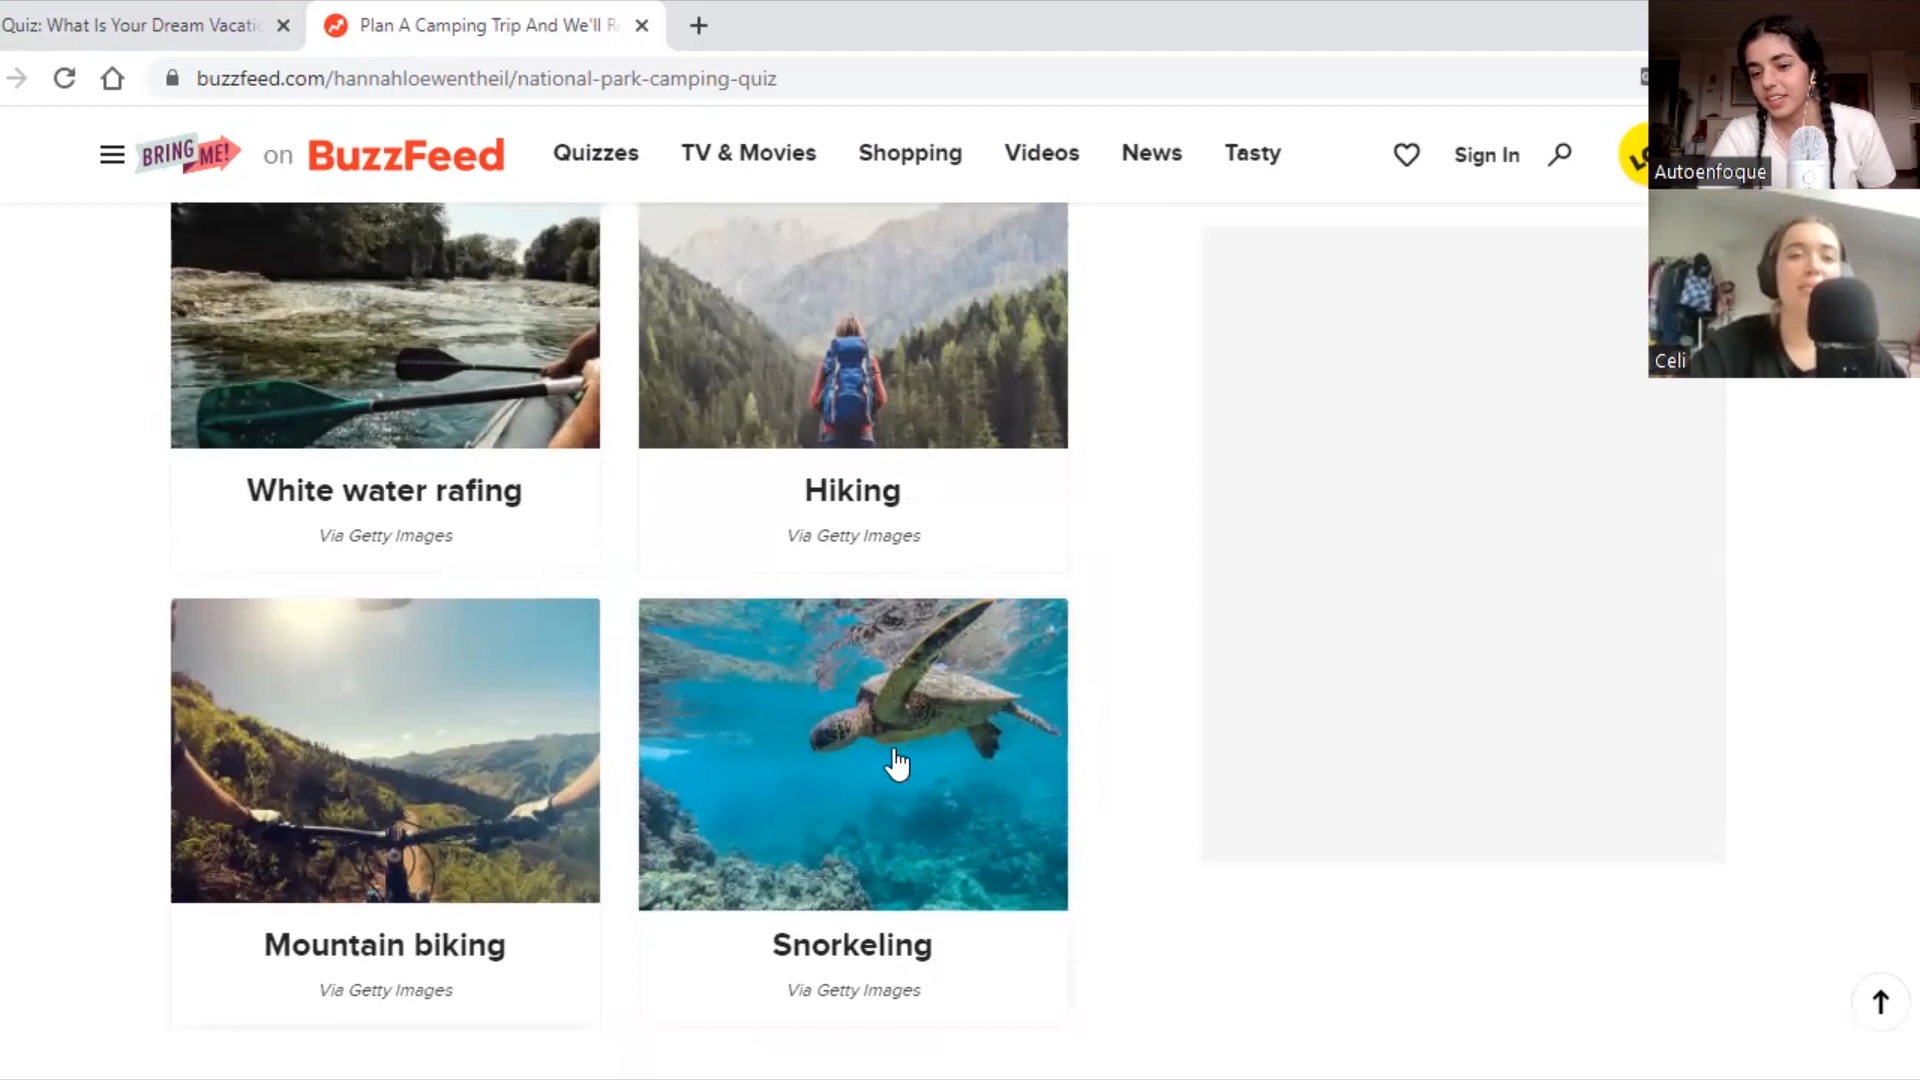 Quiz: What Is Your Dream Vacatic
Plan A Camping Trip And We'll R
buzzfeed.com/hannahloewentheil/national-park-camping-quiz
BRING ME! on BuzzFeed Quizzes TV & Movies Shopping Videos News Tasty Sign In
Autoenfoque
Celi
White water rafing
Via Getty Images
Hiking
Via Getty Images
Mountain biking
Via Getty Images
Snorkeling
Via Getty Images